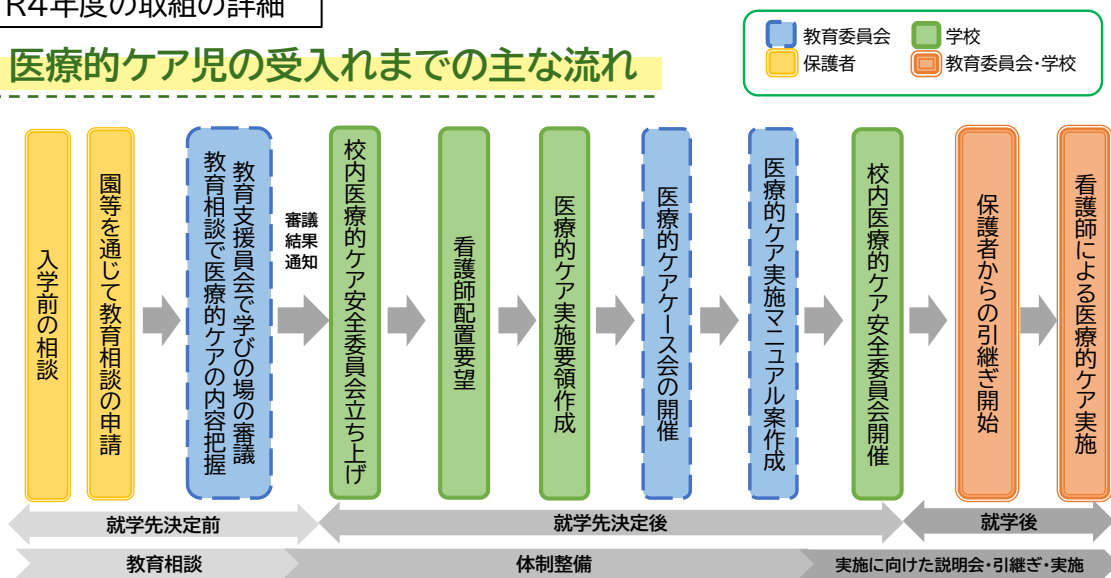 R4年度の取組の詳細
医療的ケア児の受入れまでの主な流れ
教育委員会
学校
保護者
教育委員会・学校
入学前の相談
園等を通じて教育相談の申請
教育支援員会で学びの場の審議
教育相談で医療的ケアの内容把握
審議
結果
通知
校内医療的ケア安全委員会立ち上げ
看護師配置要望
医療的ケア実施要領作成
医療的ケアケース会の開催
医療的ケア実施マニュアル案作成
校内医療的ケア安全委員会開催
保護者からの引継ぎ開始
看護師による医療的ケア実施
就学先決定前
就学先決定後
就学後
教育相談
体制整備
実施に向けた説明会・引継ぎ・実施